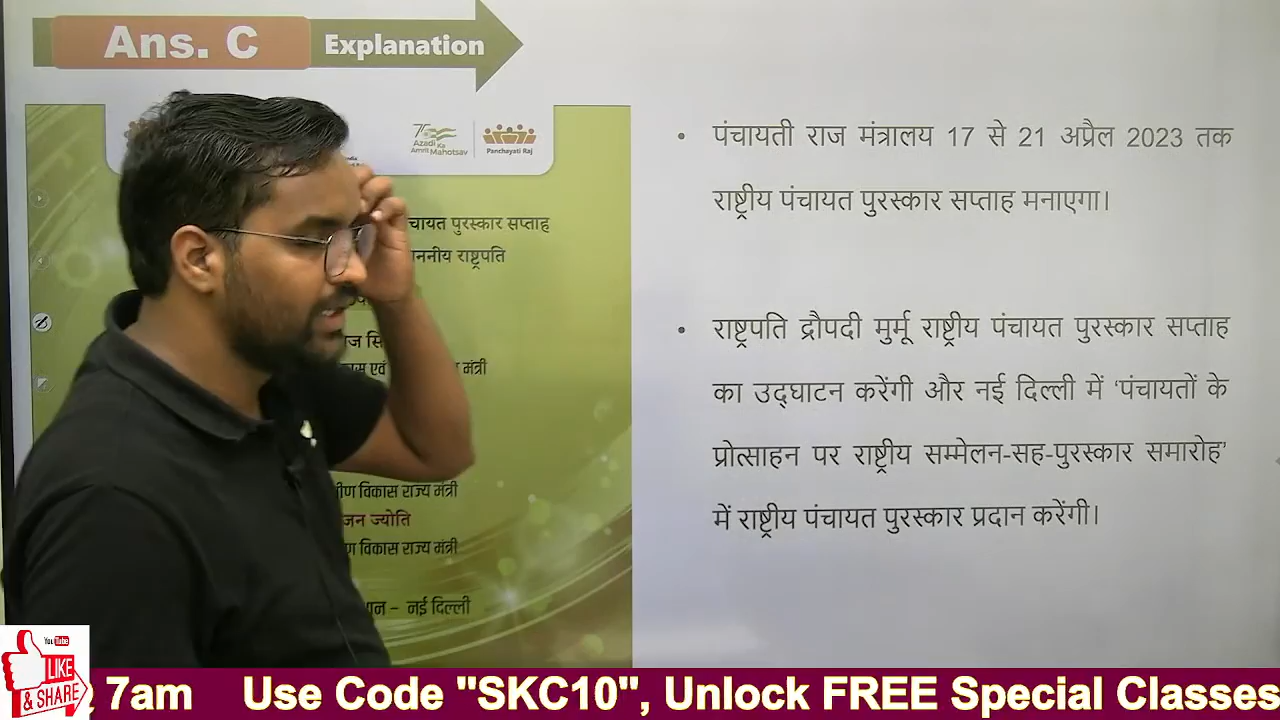 Ans. C
Explanation
75
Azadi Ka
Amrit Mahotsav
Panchayati Raj
पुरस्कार सप्ताह
राष्ट्रपति
मंत्री
विकास राज्य मंत्री
ज्योति
विकास राज्य मंत्री
– नई दिल्ली
• पंचायती राज मंत्रालय 17 से 21 अप्रैल 2023 तक
राष्ट्रीय पंचायत पुरस्कार सप्ताह मनाएगा।
• राष्ट्रपति द्रौपदी मुर्मू राष्ट्रीय पंचायत पुरस्कार सप्ताह
का उद्घाटन करेंगी और नई दिल्ली में 'पंचायतों के
प्रोत्साहन पर राष्ट्रीय सम्मेलन-सह-पुरस्कार समारोह'
में राष्ट्रीय पंचायत पुरस्कार प्रदान करेंगी।
YouTube
LIKE
& SHARE
7am Use Code "SKC10", Unlock FREE Special Classes